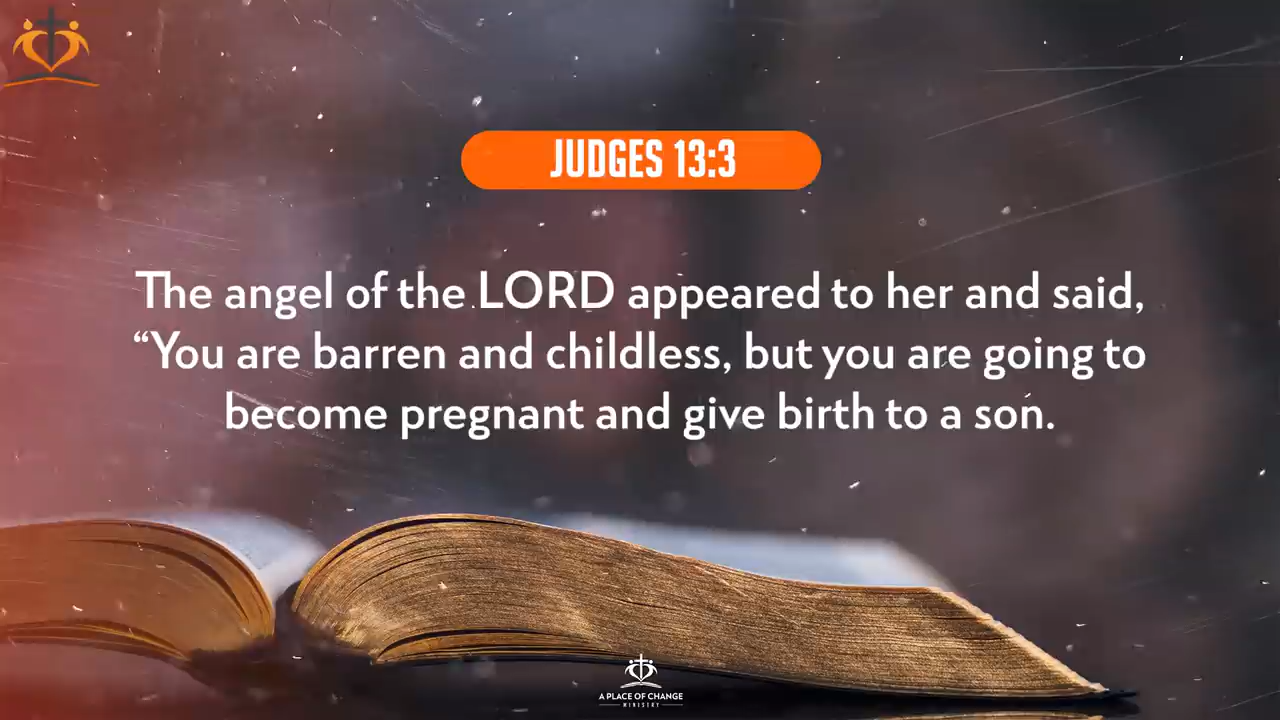 JUDGES 13:3
The angel of the LORD appeared to her and said,
“You are barren and childless, but you are going to
become pregnant and give birth to a son.
A PLACE OF CHANGE
MINISTRY